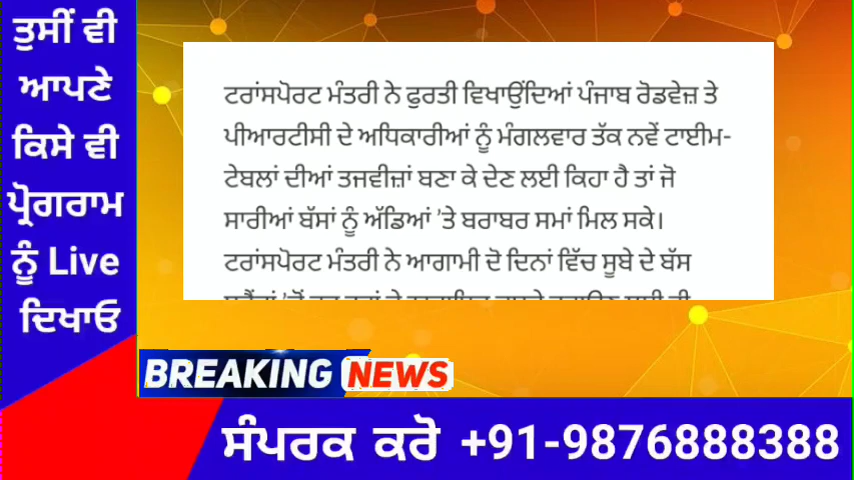 ਤੁਸੀਂ ਵੀ
ਆਪਣੇ
ਕਿਸੇ ਵੀ
ਪ੍ਰੋਗਰਾਮ
ਨੂੰ Live
ਦਿਖਾਓ
ਟਰਾਂਸਪੋਰਟ ਮੰਤਰੀ ਨੇ ਫੁਰਤੀ ਵਿਖਾਉਂਦਿਆਂ ਪੰਜਾਬ ਰੋਡਵੇਜ਼ ਤੇ
ਪੀਆਰਟੀਸੀ ਦੇ ਅਧਿਕਾਰੀਆਂ ਨੂੰ ਮੰਗਲਵਾਰ ਤੱਕ ਨਵੇਂ ਟਾਈਮ-
ਟੇਬਲਾਂ ਦੀਆਂ ਤਜਵੀਜ਼ਾਂ ਬਣਾ ਕੇ ਦੇਣ ਲਈ ਕਿਹਾ ਹੈ ਤਾਂ ਜੋ
ਸਾਰੀਆਂ ਬੱਸਾਂ ਨੂੰ ਅੱਡਿਆਂ 'ਤੇ ਬਰਾਬਰ ਸਮਾਂ ਮਿਲ ਸਕੇ।
ਟਰਾਂਸਪੋਰਟ ਮੰਤਰੀ ਨੇ ਆਗਾਮੀ ਦੋ ਦਿਨਾਂ ਵਿੱਚ ਸੂਬੇ ਦੇ ਬੱਸ
BREAKING NEWS
ਸੰਪਰਕ ਕਰੋ +91-9876888388